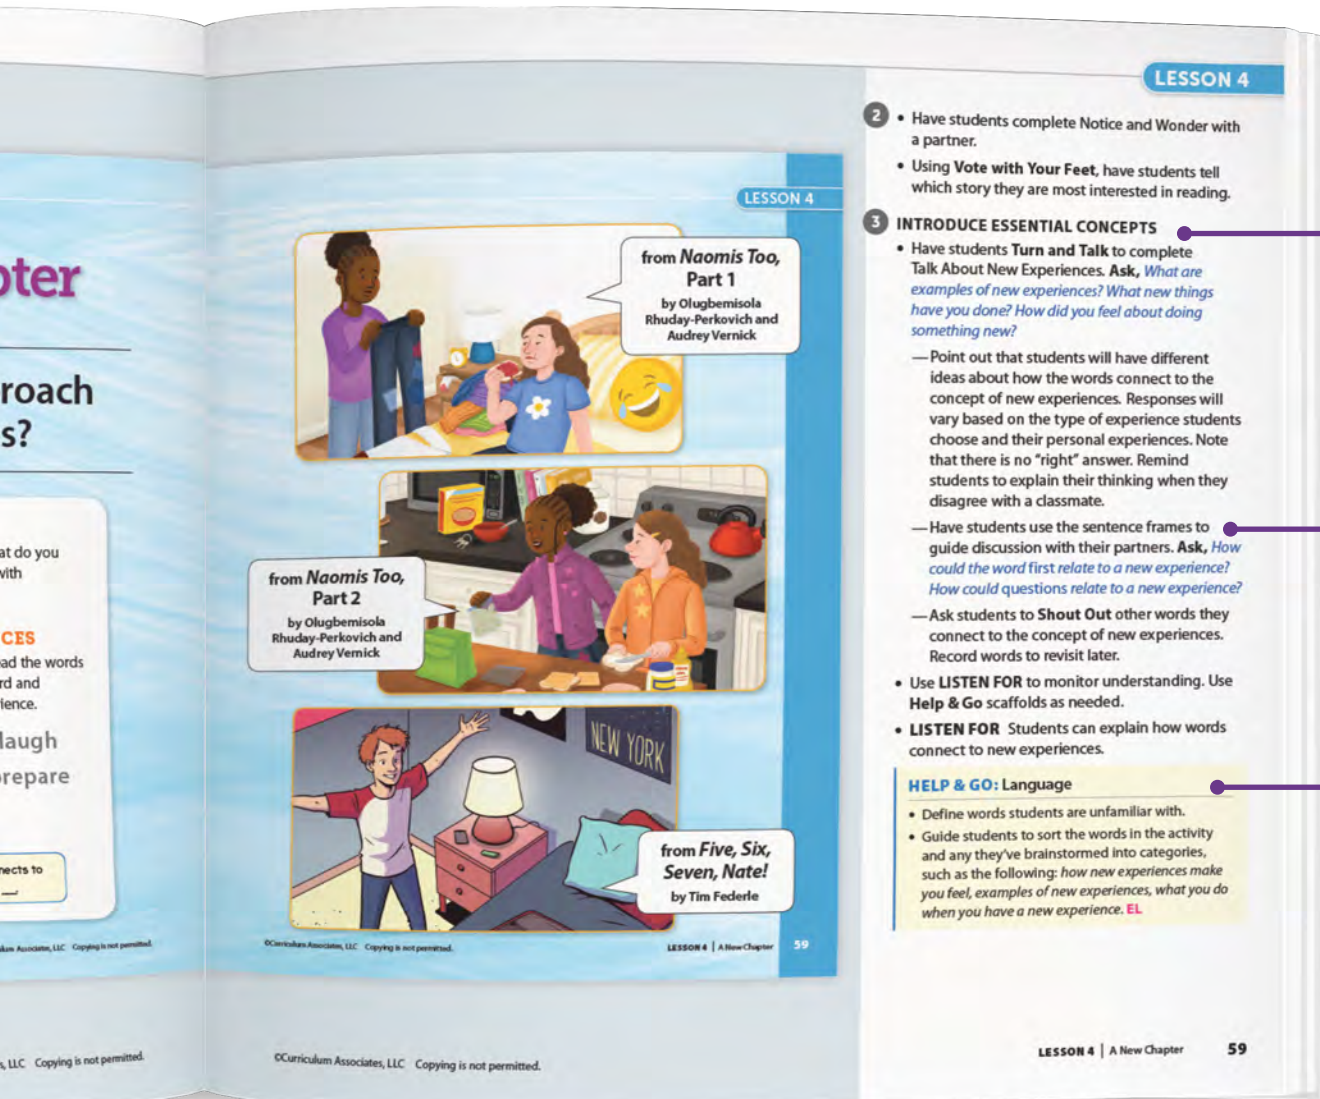 pter
roach
s?
at do you
with
CES
ad the words
rd and
ience.
laugh
prepare
nects to
Curriculum Associates, LLC Copying is not permitted.
s, LLC Copying is not permitted.
LESSON 4
from Naomis Too,
Part 1
by Olugbemisola
Rhuday-Perkovich and
Audrey Vernick
from Naomis Too,
Part 2
by Olugbemisola
Rhuday-Perkovich and
Audrey Vernick
NEW YORK
from Five, Six,
Seven, Nate!
by Tim Federle
©Curriculum Associates, LLC Copying is not permitted.
LESSON 4 | A New Chapter 59
©Curriculum Associates, LLC Copying is not permitted.
LESSON 4
2 • Have students complete Notice and Wonder with
a partner.
• Using Vote with Your Feet, have students tell
which story they are most interested in reading.
3 INTRODUCE ESSENTIAL CONCEPTS
• Have students Turn and Talk to complete
Talk About New Experiences. Ask, What are
examples of new experiences? What new things
have you done? How did you feel about doing
something new?
— Point out that students will have different
ideas about how the words connect to the
concept of new experiences. Responses will
vary based on the type of experience students
choose and their personal experiences. Note
that there is no "right" answer. Remind
students to explain their thinking when they
disagree with a classmate.
— Have students use the sentence frames to
guide discussion with their partners. Ask, How
could the word first relate to a new experience?
How could questions relate to a new experience?
— Ask students to Shout Out other words they
connect to the concept of new experiences.
Record words to revisit later.
• Use LISTEN FOR to monitor understanding. Use
Help & Go scaffolds as needed.
• LISTEN FOR Students can explain how words
connect to new experiences.
HELP & GO: Language
• Define words students are unfamiliar with.
• Guide students to sort the words in the activity
and any they've brainstormed into categories,
such as the following: how new experiences make
you feel, examples of new experiences, what you do
when you have a new experience. EL
LESSON 4 | A New Chapter 59